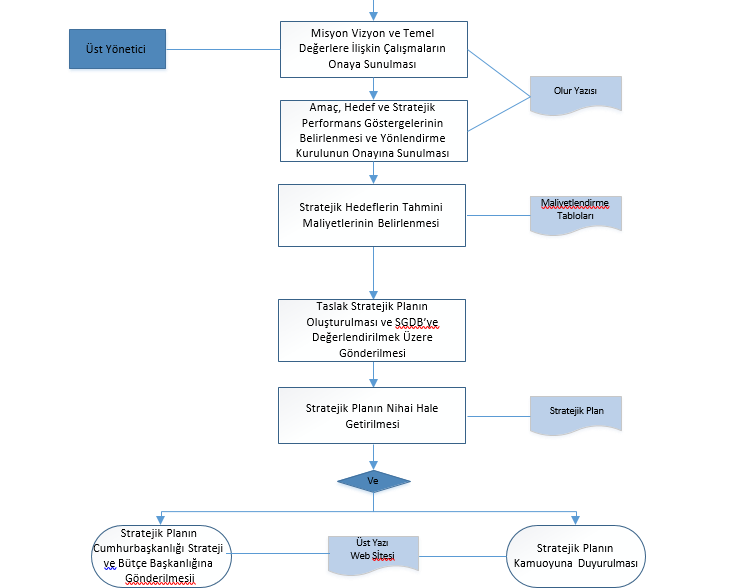 Üst Yönetici
Misyon Vizyon ve Temel
Değerlere İlişkin Çalışmaların
Onaya Sunulması
Olur Yazısı
Amaç, Hedef ve Stratejik
Performans Göstergelerinin
Belirlenmesi ve Yönlendirme
Kurulunun Onayına Sunulması
Stratejik Hedeflerin Tahmini
Maliyetlerinin Belirlenmesi
Maliyetlendirme
Tabloları
Taslak Stratejik Planın
Oluşturulması ve SGDB’ye
Değerlendirilmek Üzere
Gönderilmesi
Stratejik Planın Nihai Hale
Getirilmesi
Stratejik Plan
Ve
Stratejik Planın
Cumhurbaşkanlığı Strateji
ve Bütçe Başkanlığına
Gönderilmesii
Üst Yazı
Web Sitesi
Stratejik Planın
Kamuoyuna Duyurulması